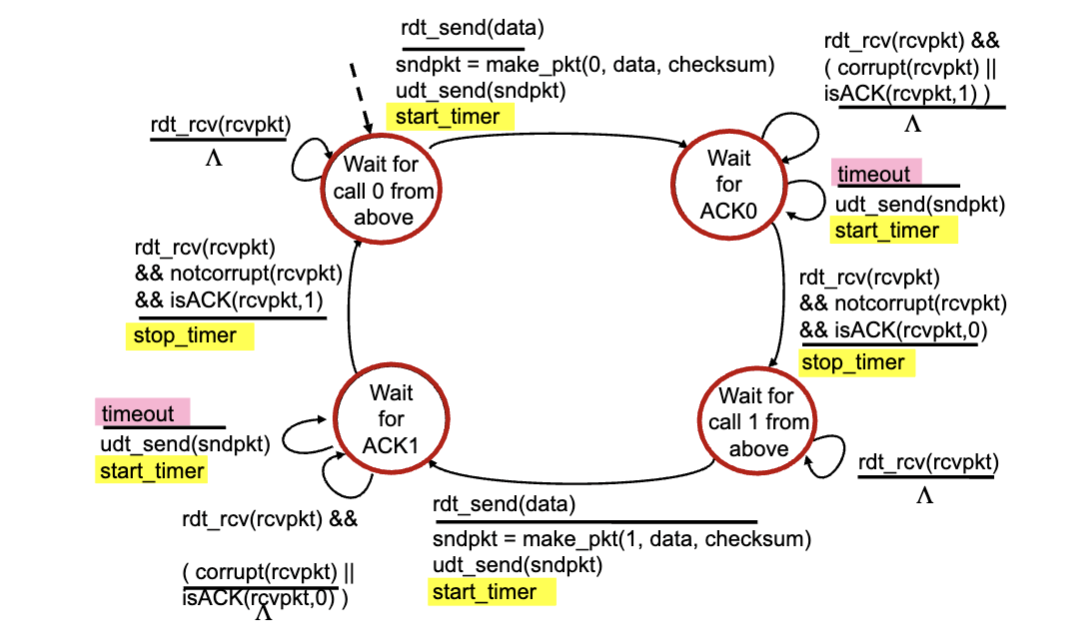 rdt_send(data)
sndpkt = make_pkt(0, data, checksum)
udt_send(sndpkt)
start_timer
rdt_rcv(rcvpkt) &&
( corrupt(rcvpkt) ||
isACK(rcvpkt,1) )
Λ
rdt_rcv(rcvpkt)
Λ
Wait for
call 0 from
above
Wait
for
ACK0
timeout
udt_send(sndpkt)
start_timer
rdt_rcv(rcvpkt)
&& notcorrupt(rcvpkt)
&& isACK(rcvpkt,1)
stop_timer
rdt_rcv(rcvpkt)
&& notcorrupt(rcvpkt)
&& isACK(rcvpkt,0)
stop_timer
Wait
for
ACK1
Wait for
call 1 from
above
timeout
udt_send(sndpkt)
start_timer
rdt_rcv(rcvpkt)
Λ
rdt_rcv(rcvpkt) &&
( corrupt(rcvpkt) ||
isACK(rcvpkt,0) )
Λ
rdt_send(data)
sndpkt = make_pkt(1, data, checksum)
udt_send(sndpkt)
start_timer